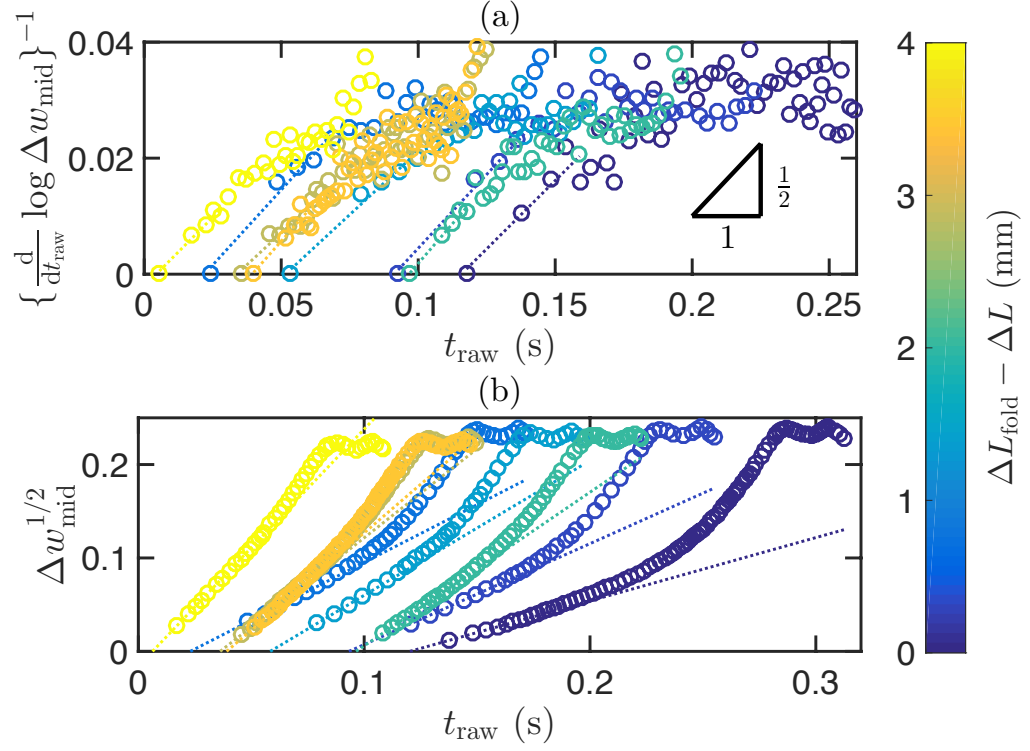 (a)
{d/dt_raw log Δw_mid}⁻¹
0.04
0.02
0
0 0.05 0.1 0.15 0.2 0.25
t_raw (s)
1/2
1
(b)
Δw_mid^{1/2}
0.2
0.1
0
0 0.1 0.2 0.3
t_raw (s)
4
3
2
1
0
ΔL_fold − ΔL (mm)